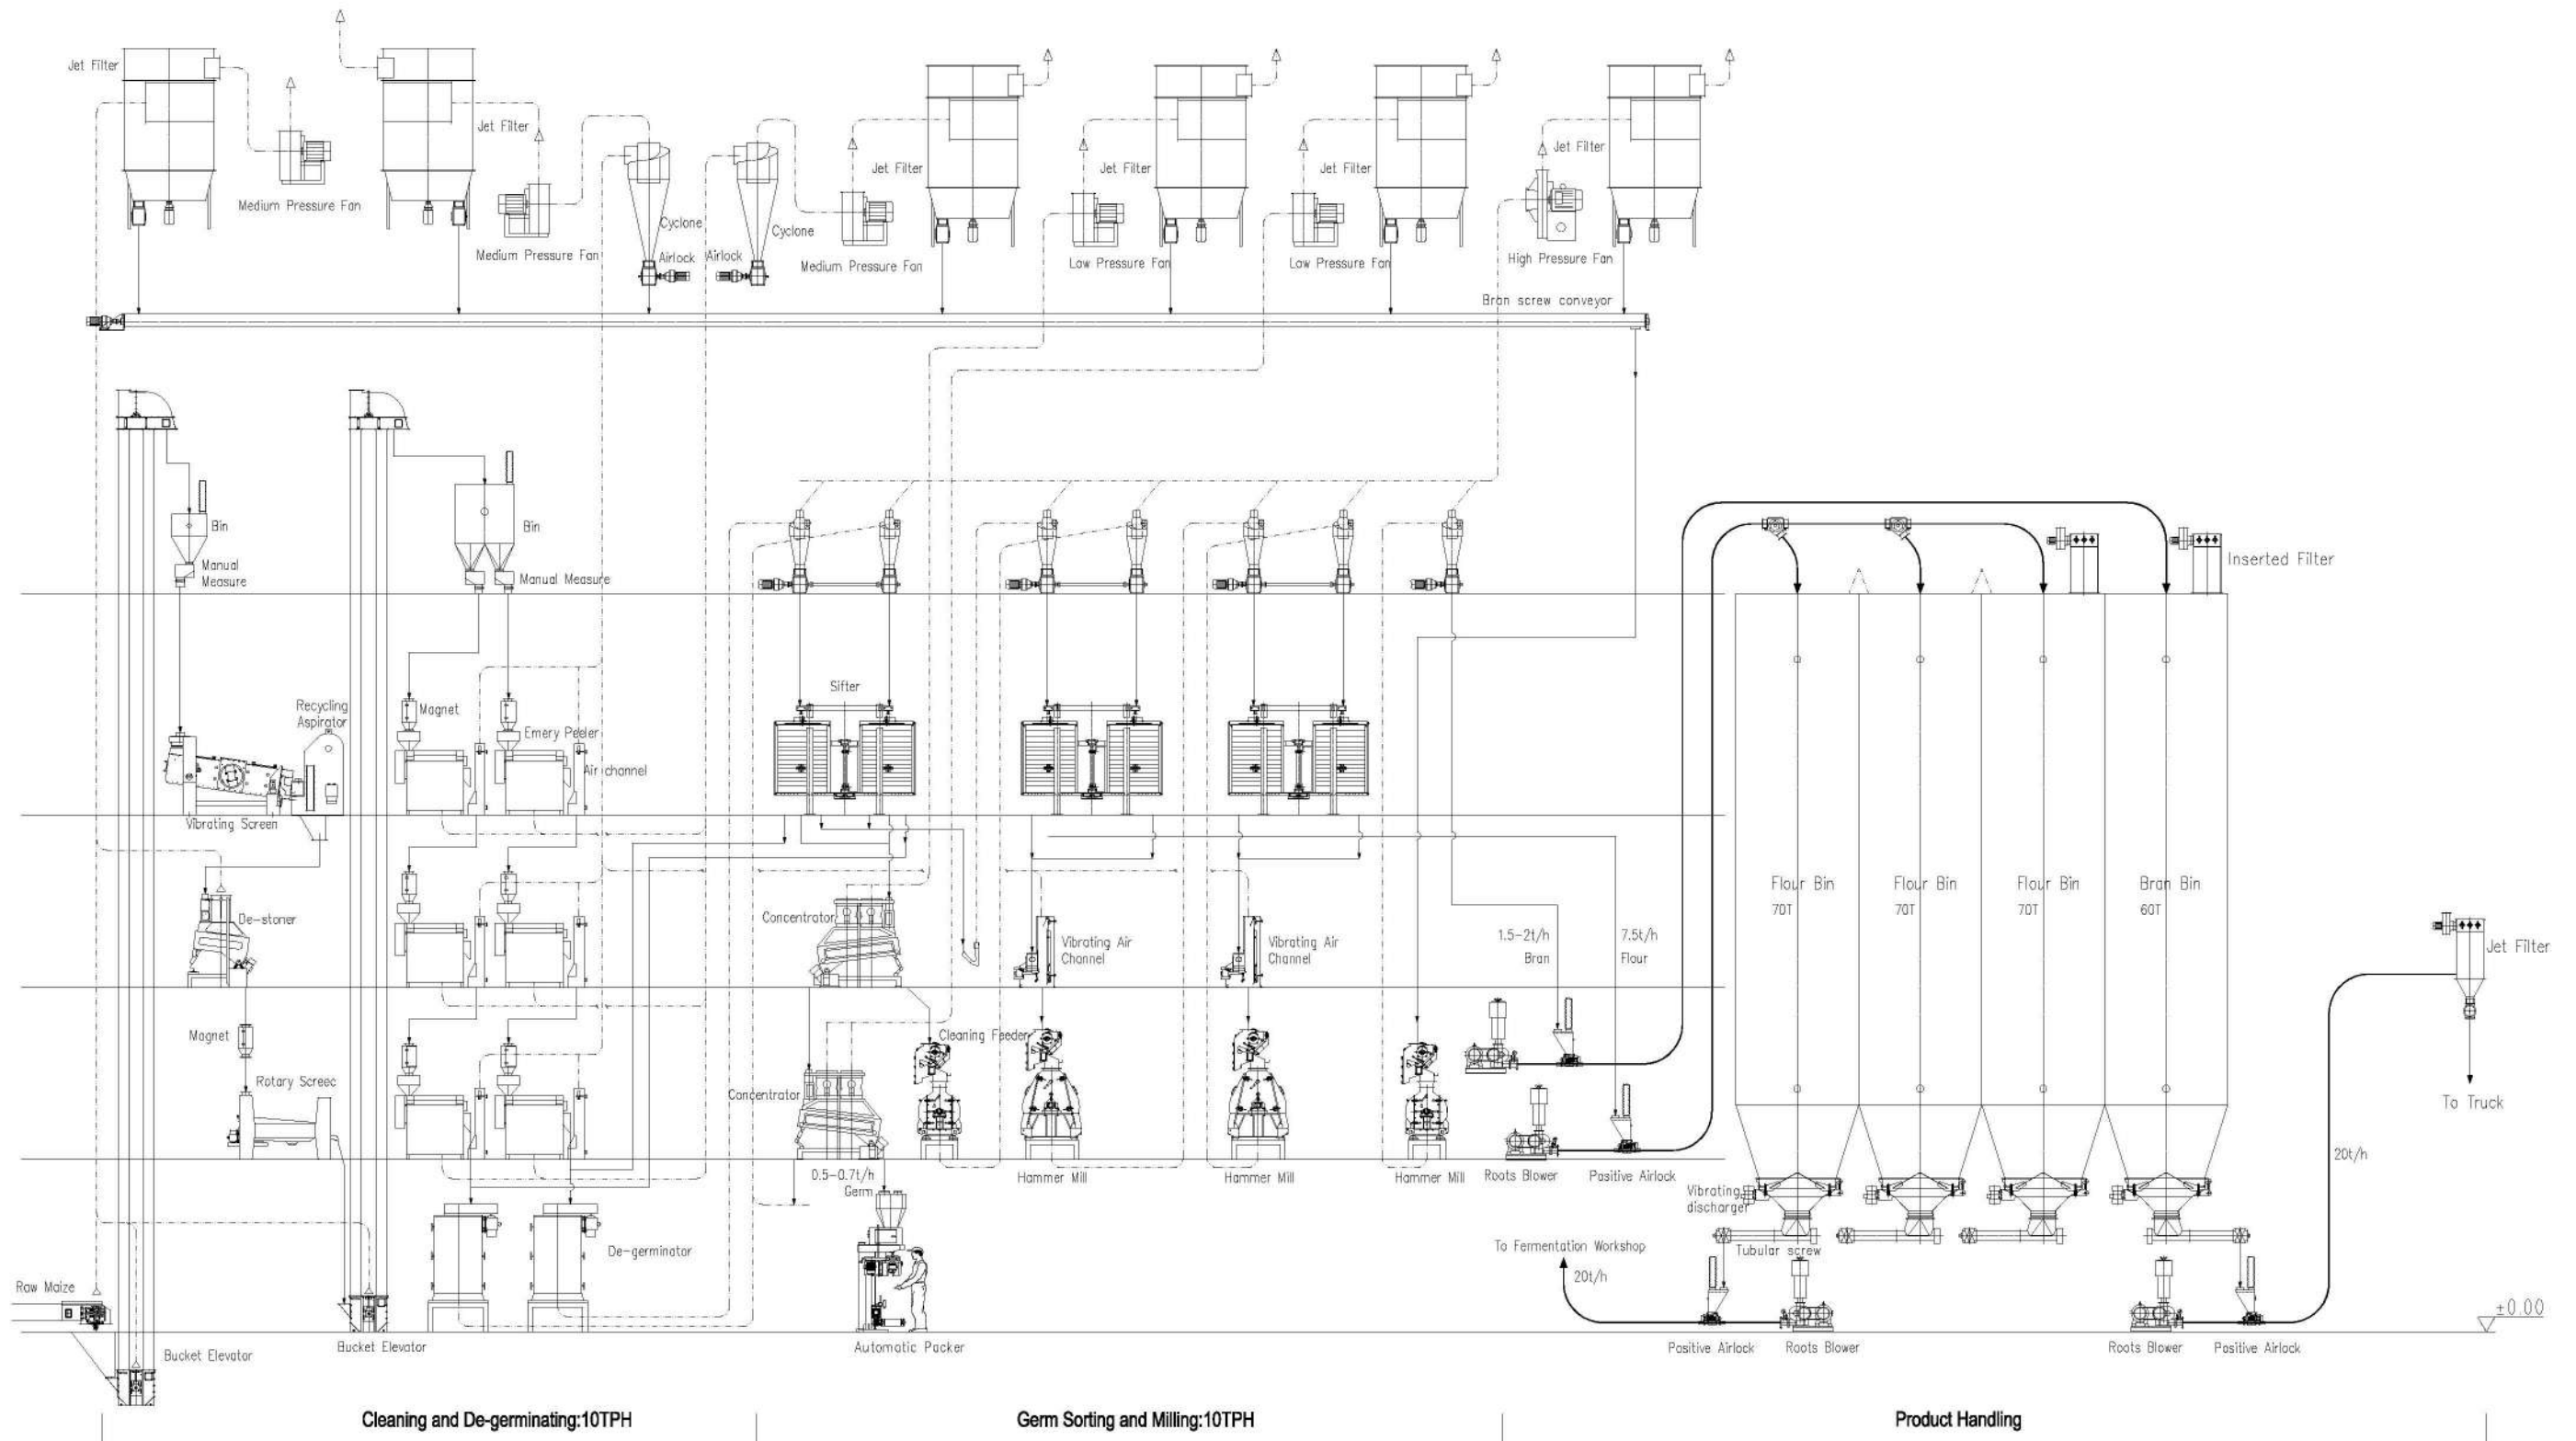 Jet Filter
Medium Pressure Fan
Jet Filter
Medium Pressure Fan
Cyclone
Airlock
Airlock
Cyclone
Medium Pressure Fan
Jet Filter
Low Pressure Fan
Jet Filter
Low Pressure Fan
Jet Filter
High Pressure Fan
Jet Filter
Bran screw conveyor
Bin
Manual
Measure
Bin
Manual Measure
Inserted Filter
Recycling
Aspirator
Magnet
Emery Peeler
Air channel
Vibrating Screen
Sifter
De-stoner
Concentrator
Vibrating Air
Channel
Vibrating Air
Channel
1.5-2t/h
Bran
7.5t/h
Flour
Flour Bin
70T
Flour Bin
70T
Flour Bin
70T
Bran Bin
60T
Jet Filter
Magnet
Rotary Screec
Cleaning Feeder
Concentrator
To Truck
20t/h
0.5-0.7t/h
Germ
Hammer Mill
Hammer Mill
Hammer Mill
Roots Blower
Positive Airlock
Vibrating
discharger
Tubular screw
De-germinator
To Fermentation Workshop
20t/h
Raw Maize
Bucket Elevator
Bucket Elevator
Automatic Packer
Positive Airlock
Roots Blower
Roots Blower
Positive Airlock
±0.00
Cleaning and De-germinating:10TPH
Germ Sorting and Milling:10TPH
Product Handling